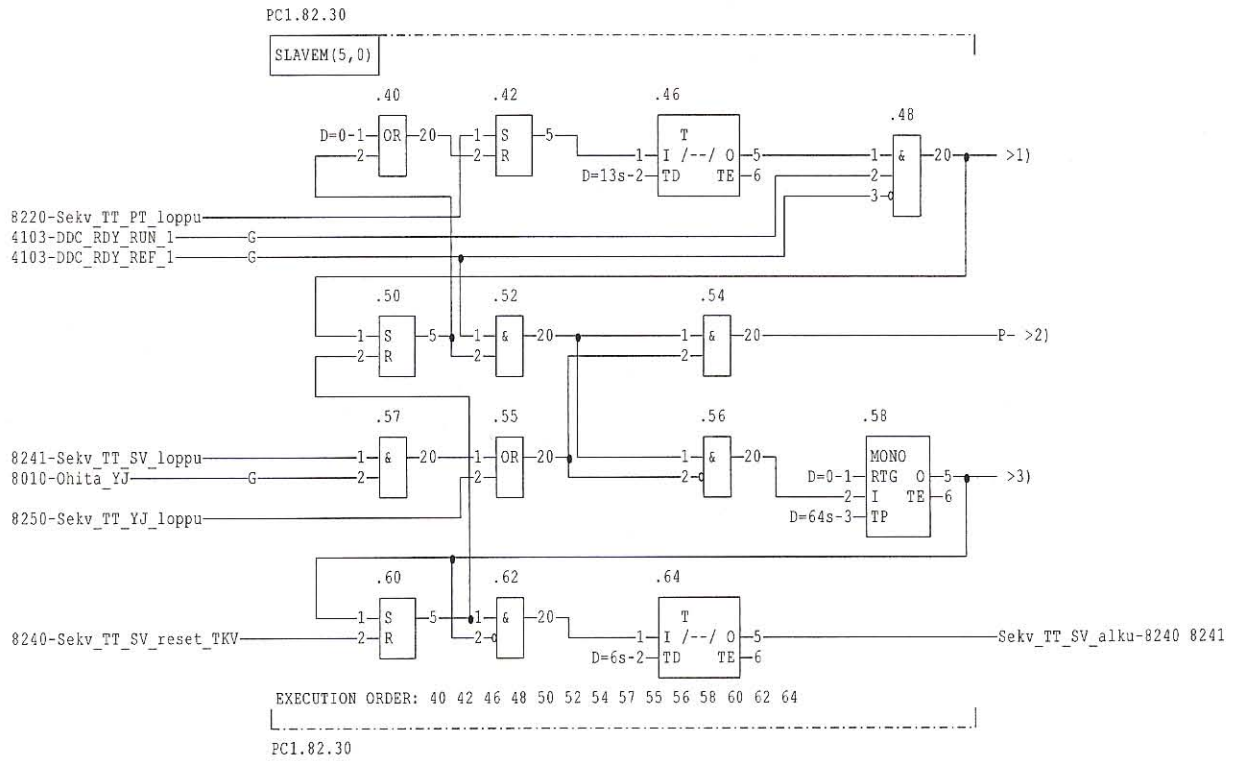 PC1.82.30
SLAVEM(5,0)
.40 .42 .46 .48
D=0-1 OR 20 1 S 5 T 1 & 20 >1)
2 2 R 1 I /--/ O 5 2
D=13s-2 TD TE 6 3
8220-Sekv_TT_PT_loppu
4103-DDC_RDY_RUN_1 G
4103-DDC_RDY_REF_1 G
.50 .52 .54
1 S 5 1 & 20 1 & 20 P- >2)
2 R 2 2
.57 .55 .56 .58
8241-Sekv_TT_SV_loppu 1 & 20 1 OR 20 1 & 20 MONO
8010-Ohita_YJ G 2 2 2 D=0-1 RTG O 5 >3)
2 I TE 6
8250-Sekv_TT_YJ_loppu D=64s-3 TP
.60 .62 .64
1 S 5 1 & 20 T
8240-Sekv_TT_SV_reset_TKV 2 R 2 1 I /--/ O 5 Sekv_TT_SV_alku-8240 8241
D=6s-2 TD TE 6
EXECUTION ORDER: 40 42 46 48 50 52 54 57 55 56 58 60 62 64
PC1.82.30